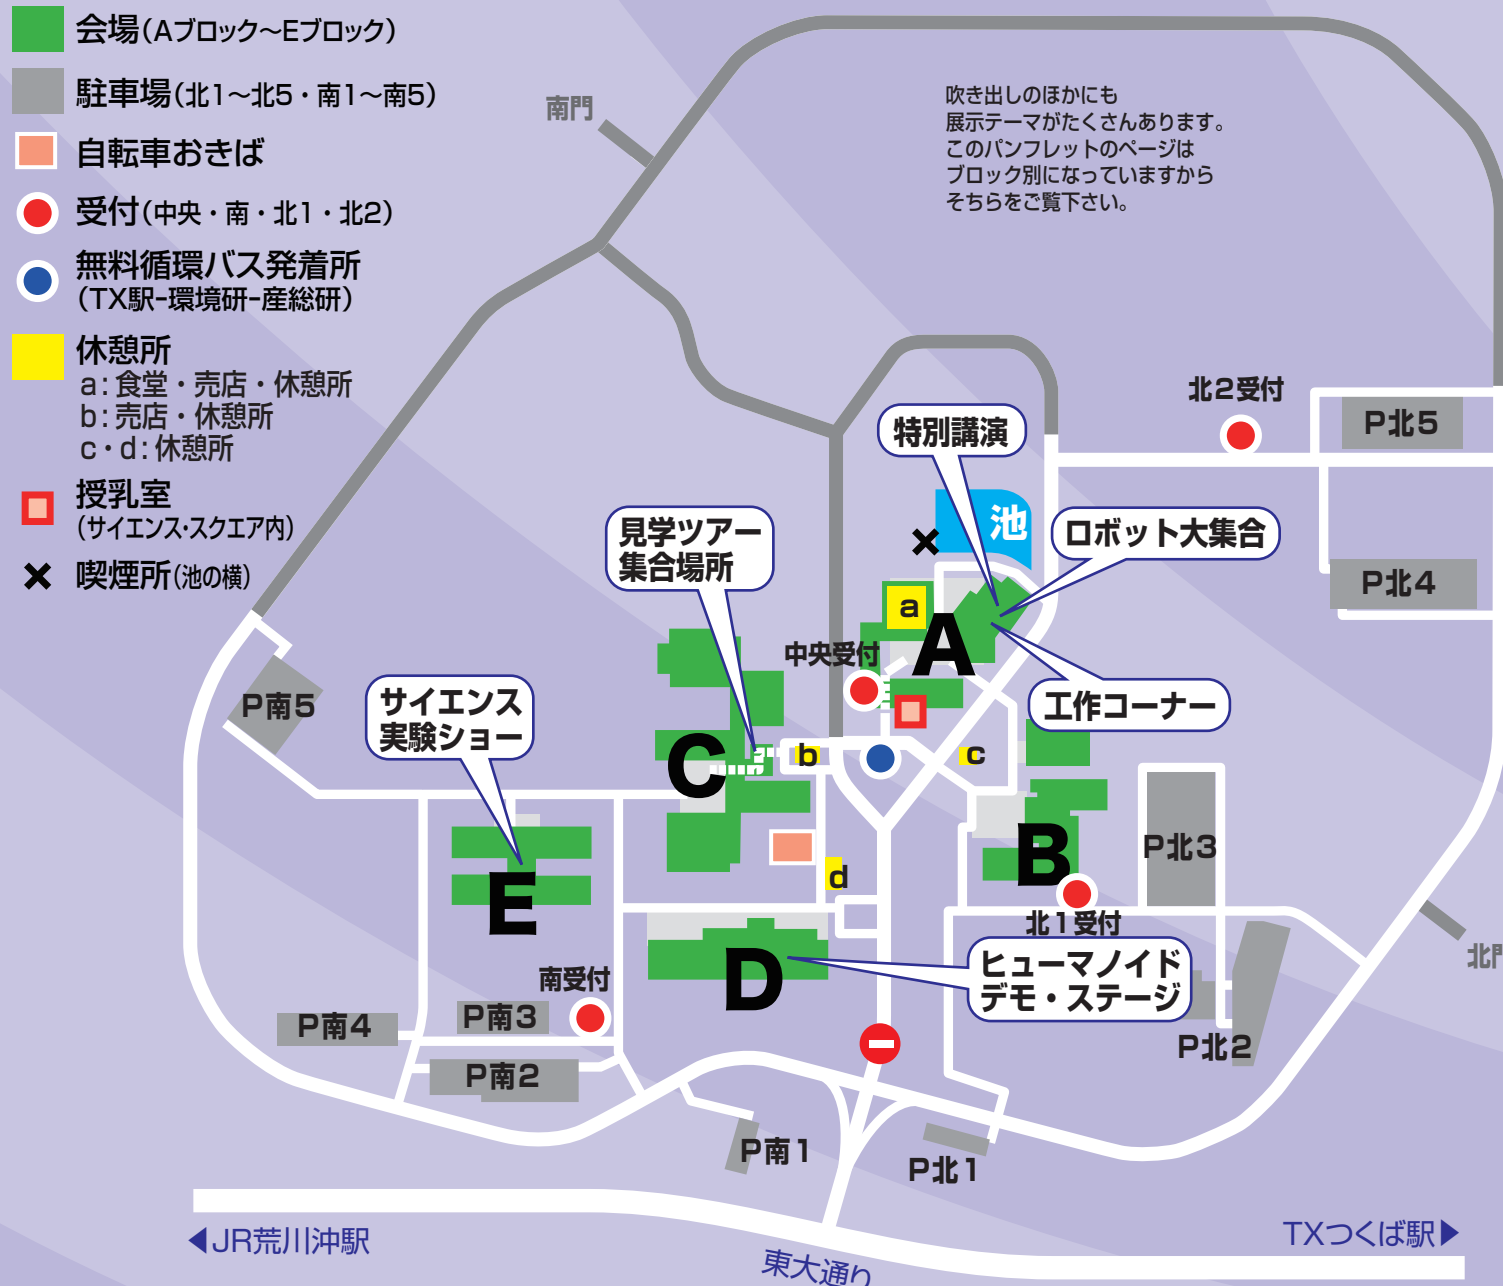 会場(Aブロック〜Eブロック)
駐車場(北1〜北5・南1〜南5)
自転車おきば
受付(中央・南・北1・北2)
無料循環バス発着所
(TX駅-環境研-産総研)
休憩所
a:食堂・売店・休憩所
b:売店・休憩所
c・d:休憩所
授乳室
(サイエンス・スクエア内)
喫煙所(池の横)
南門
吹き出しのほかにも
展示テーマがたくさんあります。
このパンフレットのページは
ブロック別になっていますから
そちらをご覧下さい。
北2受付
P北5
特別講演
池
ロボット大集合
見学ツアー
集合場所
P北4
a
A
中央受付
P南5
サイエンス
実験ショー
工作コーナー
C
b
c
B
P北3
d
E
北1受付
北門
D
ヒューマノイド
デモ・ステージ
南受付
P南3
P南4
P北2
P南2
P南1
P北1
JR荒川沖駅
TXつくば駅
東大通り